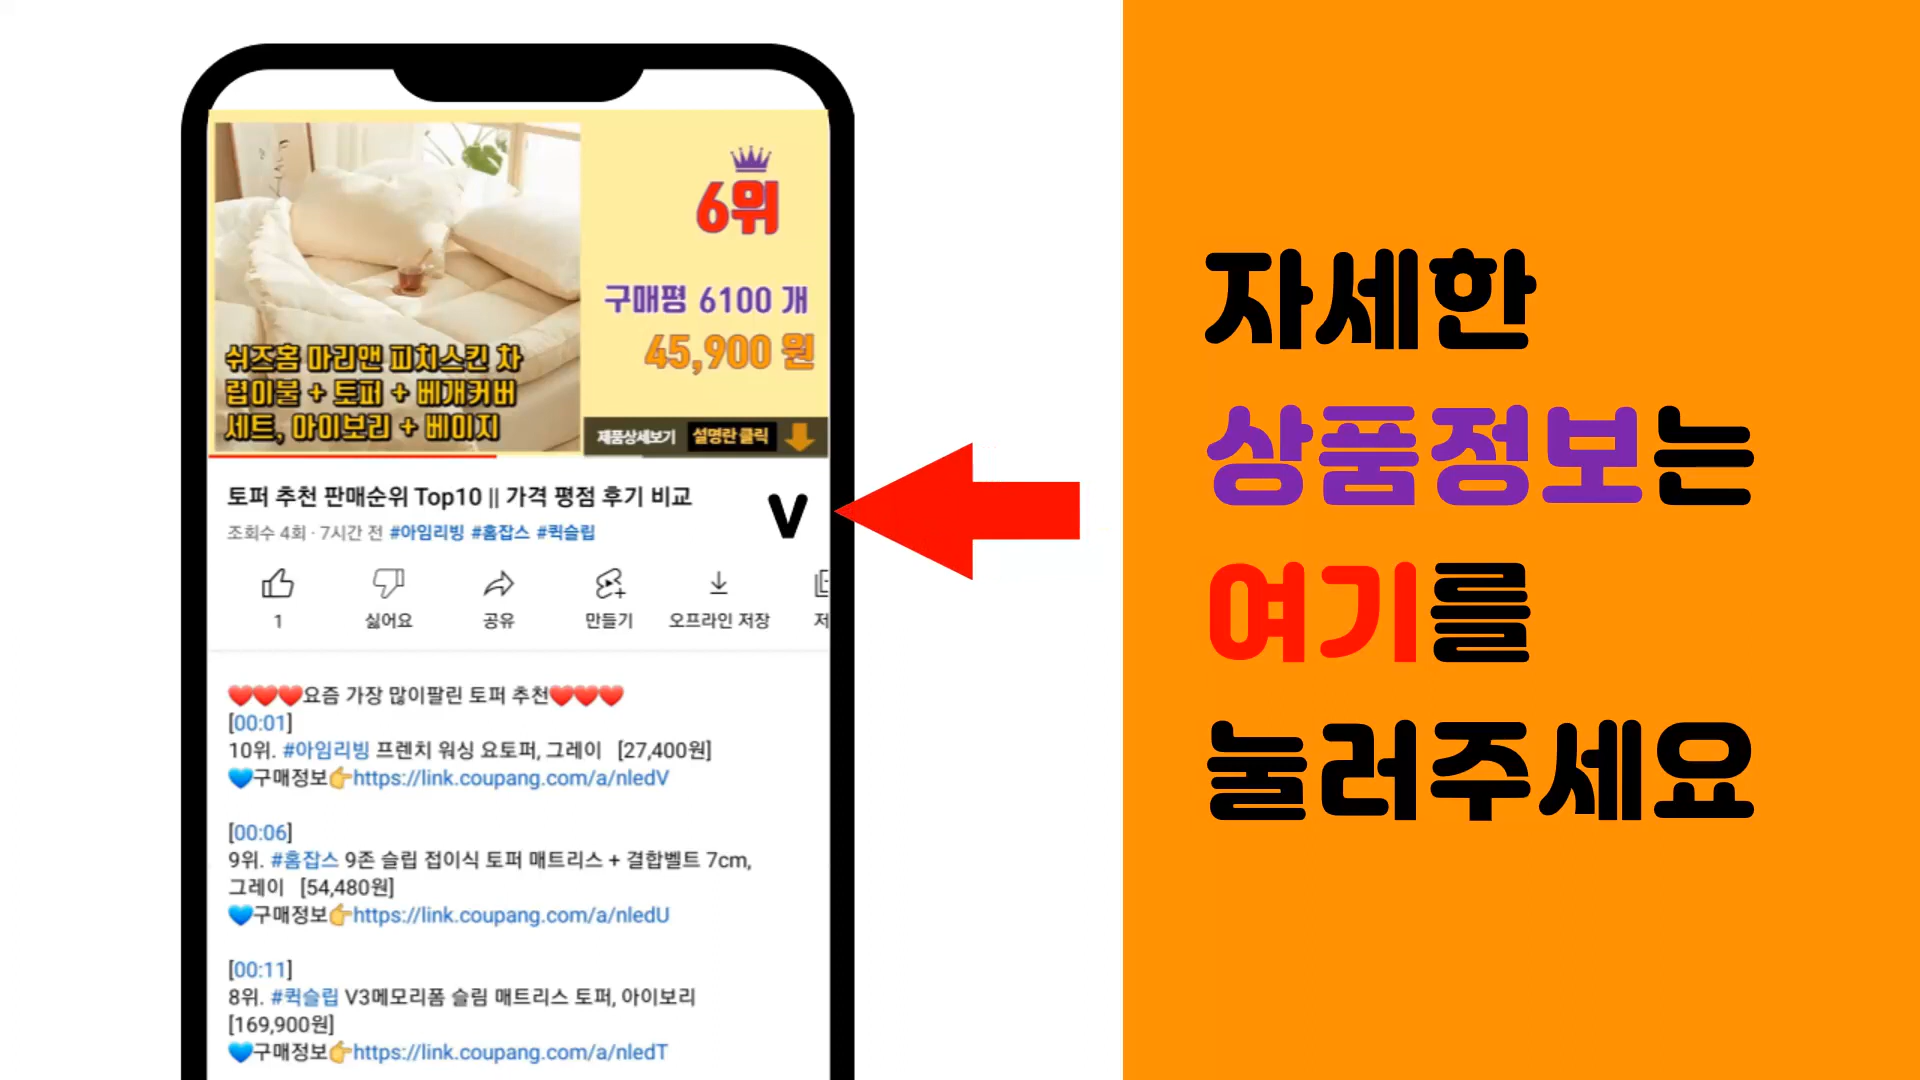 6위
구매평 6100 개
45,900 원
쉬즈홈 마리앤 피치스킨 차
렵이불 + 토퍼 + 베개커버
세트, 아이보리 + 베이지
제품상세보기 설명란 클릭
토퍼 추천 판매순위 Top10 || 가격 평점 후기 비교
V
조회수 4회 · 7시간 전 #아임리빙 #홈잡스 #퀵슬립
1 싫어요 공유 만들기 오프라인 저장 저
❤️❤️❤️요즘 가장 많이팔린 토퍼 추천❤️❤️❤️
[00:01]
10위. #아임리빙 프렌치 워싱 요토퍼, 그레이 [27,400원]
💙구매정보👉https://link.coupang.com/a/nledV
[00:06]
9위. #홈잡스 9존 슬립 접이식 토퍼 매트리스 + 결합벨트 7cm,
그레이 [54,480원]
💙구매정보👉https://link.coupang.com/a/nledU
[00:11]
8위. #퀵슬립 V3메모리폼 슬림 매트리스 토퍼, 아이보리
[169,900원]
💙구매정보👉https://link.coupang.com/a/nledT
자세한
상품정보는
여기를
눌러주세요